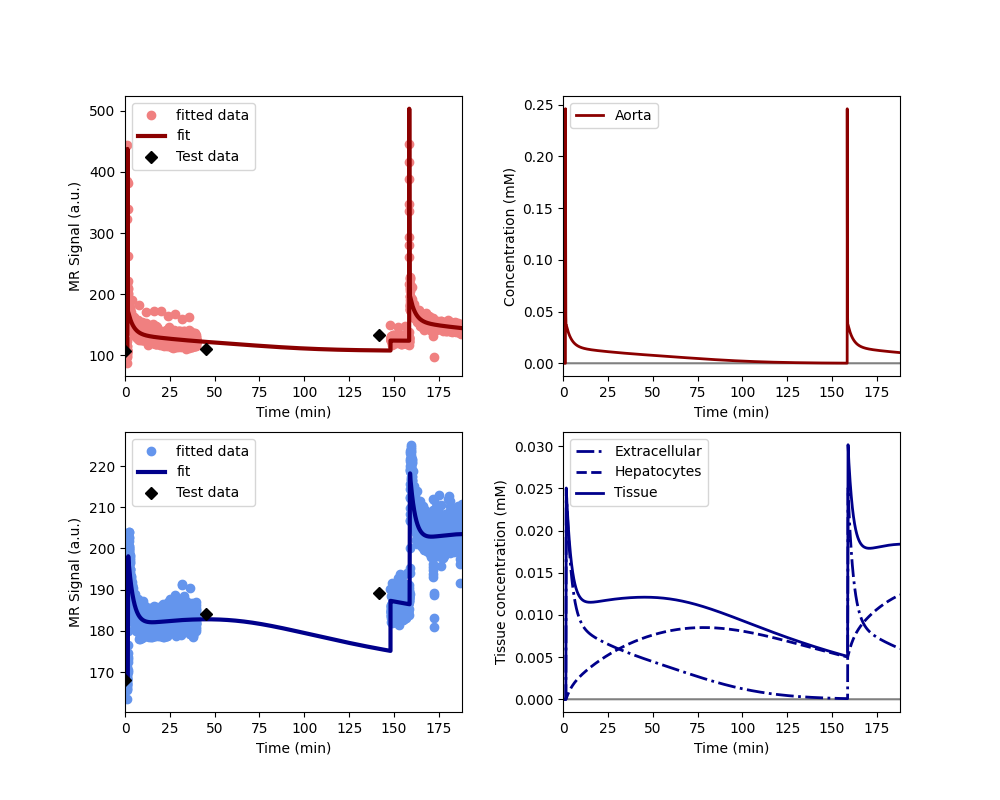 MR Signal (a.u.)
500
400
300
200
100
fitted data
fit
Test data
0 25 50 75 100 125 150 175
Time (min)
Concentration (mM)
0.25
0.20
0.15
0.10
0.05
0.00
Aorta
0 25 50 75 100 125 150 175
Time (min)
MR Signal (a.u.)
220
210
200
190
180
170
fitted data
fit
Test data
0 25 50 75 100 125 150 175
Time (min)
Tissue concentration (mM)
0.030
0.025
0.020
0.015
0.010
0.005
0.000
Extracellular
Hepatocytes
Tissue
0 25 50 75 100 125 150 175
Time (min)